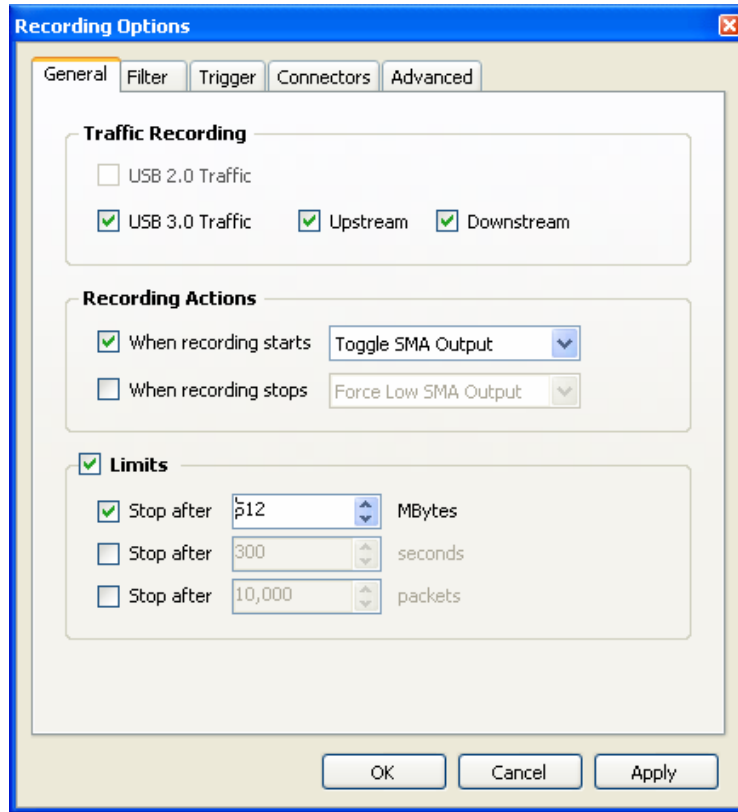 Recording Options
General Filter Trigger Connectors Advanced
Traffic Recording
USB 2.0 Traffic
USB 3.0 Traffic Upstream Downstream
Recording Actions
When recording starts Toggle SMA Output
When recording stops Force Low SMA Output
Limits
Stop after 512 MBytes
Stop after 300 seconds
Stop after 10,000 packets
OK Cancel Apply